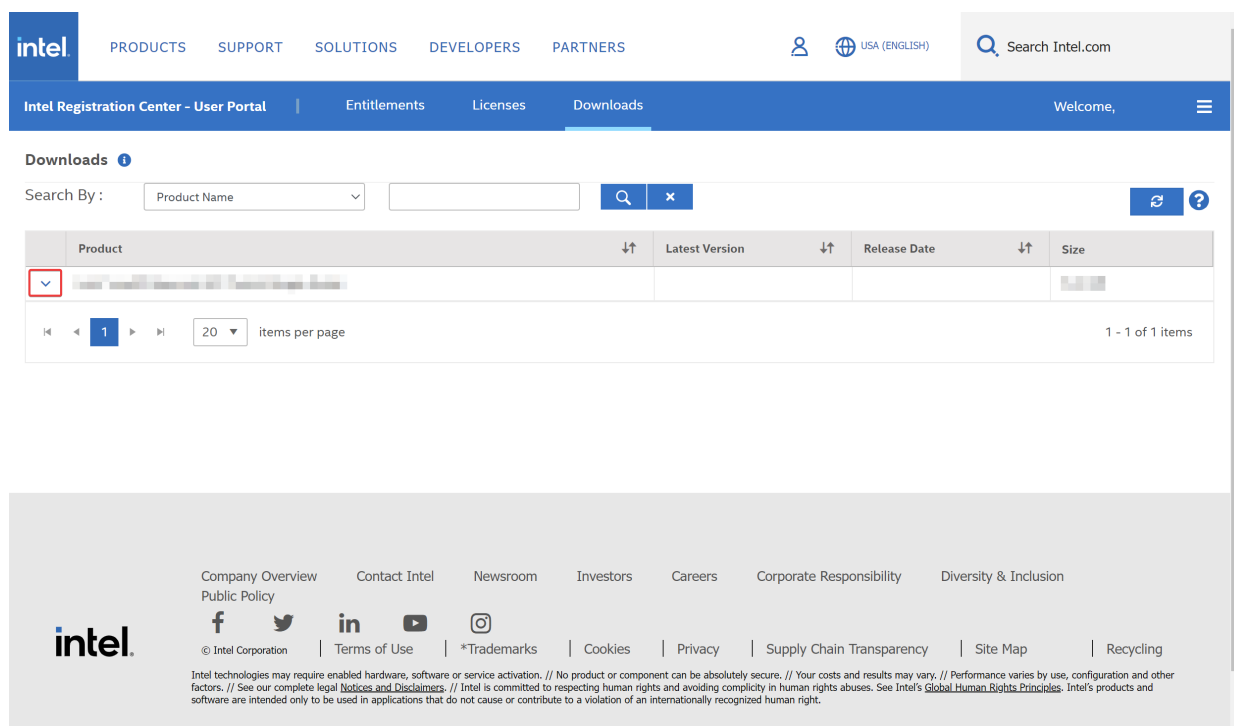 intel.
PRODUCTS SUPPORT SOLUTIONS DEVELOPERS PARTNERS USA (ENGLISH) Search Intel.com
Intel Registration Center - User Portal | Entitlements Licenses Downloads Welcome,
Downloads
Search By : Product Name
Product Latest Version Release Date Size
1 20 items per page 1 - 1 of 1 items
Company Overview Contact Intel Newsroom Investors Careers Corporate Responsibility Diversity & Inclusion
Public Policy
intel.
© Intel Corporation | Terms of Use | *Trademarks | Cookies | Privacy | Supply Chain Transparency | Site Map | Recycling
Intel technologies may require enabled hardware, software or service activation. // No product or component can be absolutely secure. // Your costs and results may vary. // Performance varies by use, configuration and other
factors. // See our complete legal Notices and Disclaimers. // Intel is committed to respecting human rights and avoiding complicity in human rights abuses. See Intel's Global Human Rights Principles. Intel's products and
software are intended only to be used in applications that do not cause or contribute to a violation of an internationally recognized human right.